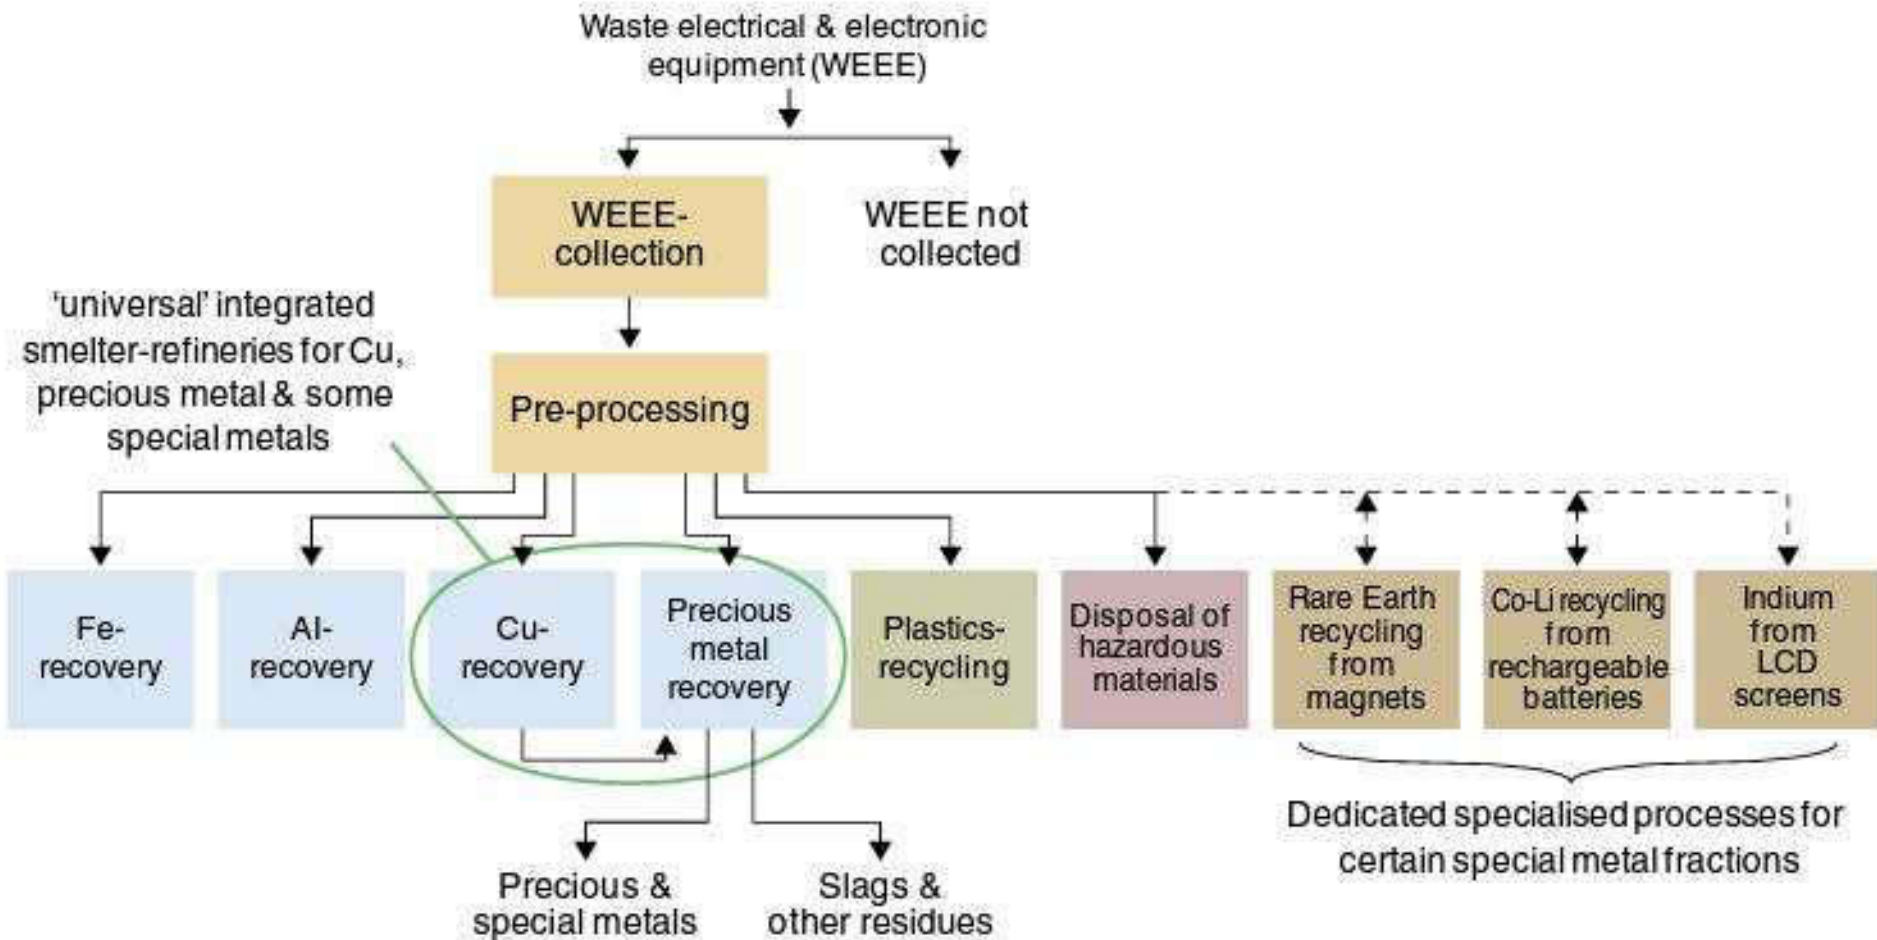 Waste electrical & electronic
equipment (WEEE)
WEEE-
collection
WEEE not
collected
'universal' integrated
smelter-refineries for Cu,
precious metal & some
special metals
Pre-processing
Fe-
recovery
Al-
recovery
Cu-
recovery
Precious
metal
recovery
Plastics-
recycling
Disposal of
hazardous
materials
Rare Earth
recycling
from
magnets
Co-Li recycling
from
rechargeable
batteries
Indium
from
LCD
screens
Dedicated specialised processes for
certain special metal fractions
Precious &
special metals
Slags &
other residues